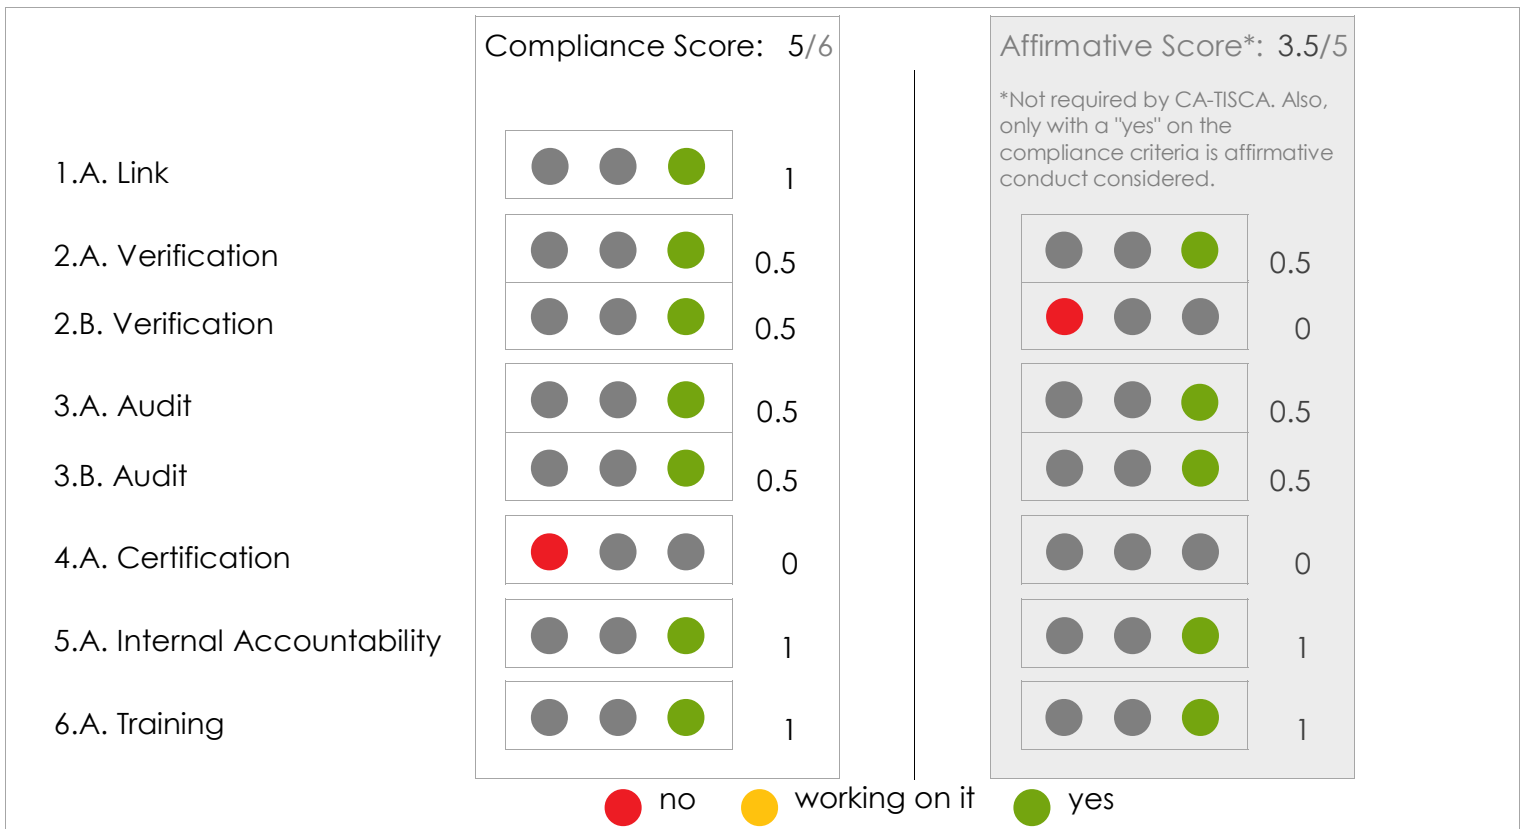 Compliance Score: 5/6
Affirmative Score*: 3.5/5
*Not required by CA-TISCA. Also,
only with a "yes" on the
compliance criteria is affirmative
conduct considered.
1.A. Link 1
2.A. Verification 0.5 0.5
2.B. Verification 0.5 0
3.A. Audit 0.5 0.5
3.B. Audit 0.5 0.5
4.A. Certification 0 0
5.A. Internal Accountability 1 1
6.A. Training 1 1
no working on it yes